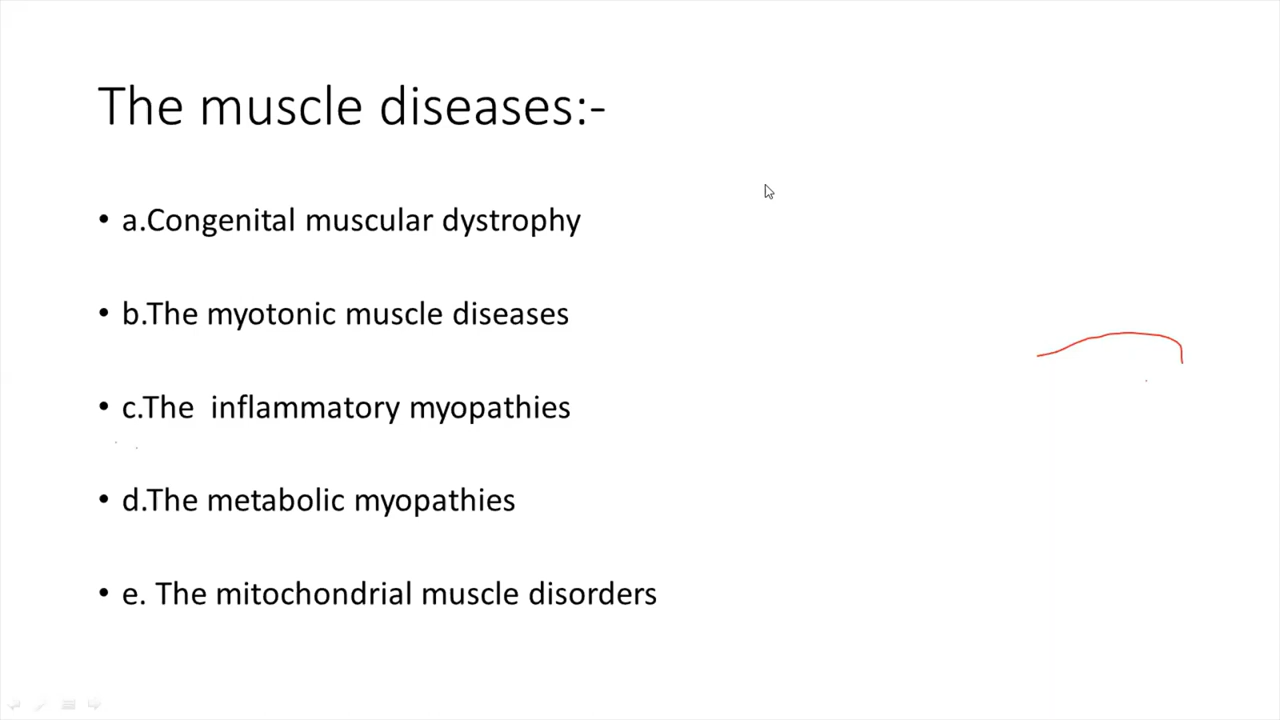 The muscle diseases:-
• a.Congenital muscular dystrophy
• b.The myotonic muscle diseases
• c.The  inflammatory myopathies
• d.The metabolic myopathies
• e. The mitochondrial muscle disorders